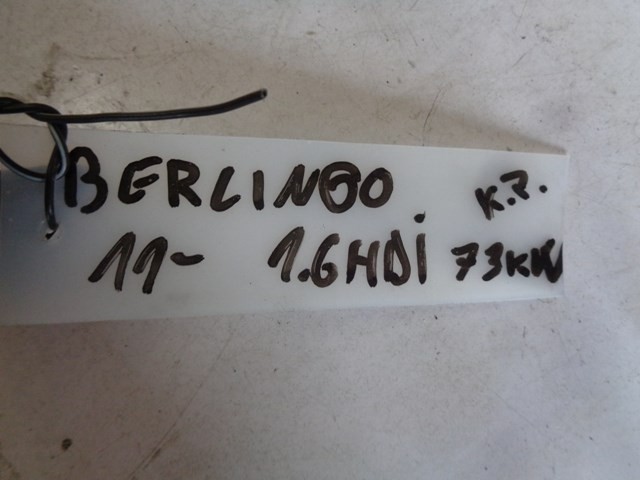 BERLINGO K.P.
11- 1.6HDi 73KW